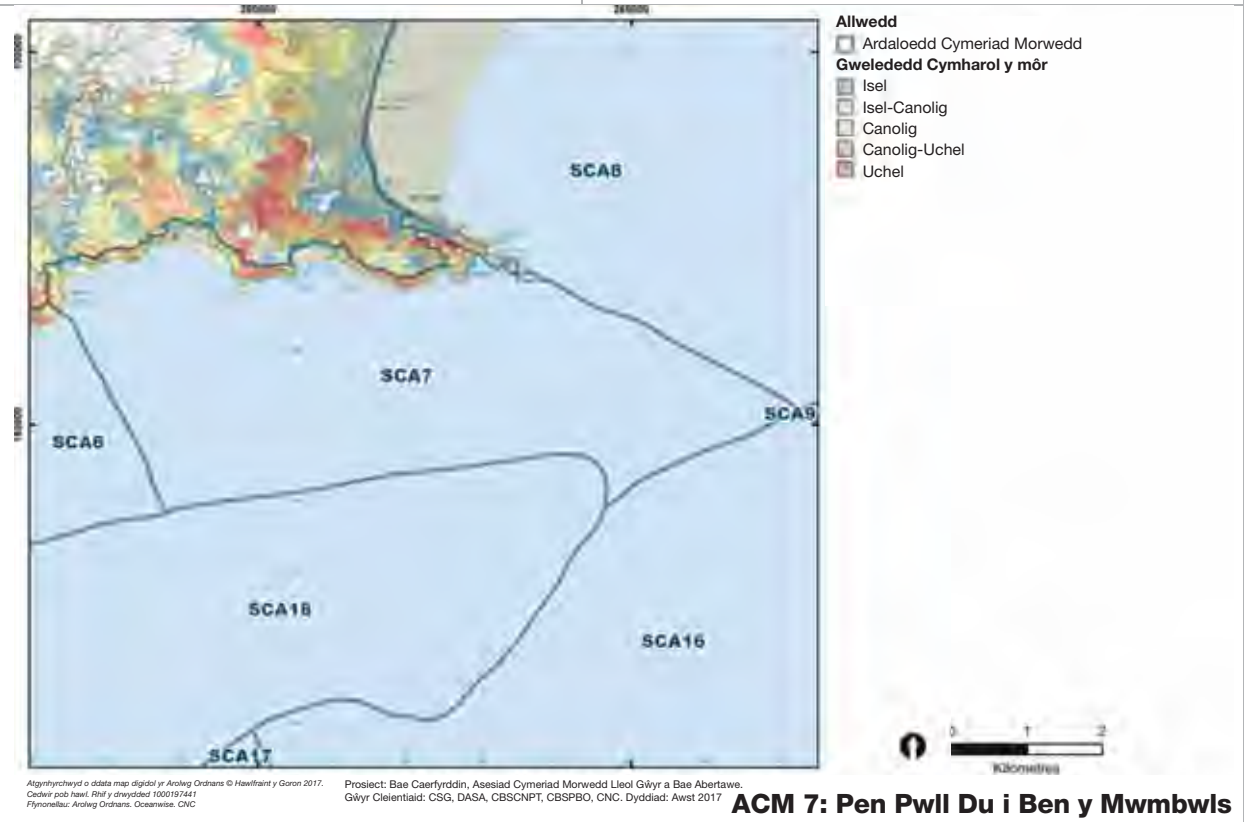 Allwedd
Ardaloedd Cymeriad Morwedd
Gwelededd Cymharol y môr
Isel
Isel-Canolig
Canolig
Canolig-Uchel
Uchel
SCA8
SCA7
SCA9
SCA6
SCA18
SCA16
SCA17
0 1 2
Kilometres
Atgynhyrchwyd o ddata map digidol yr Arolwg Ordnans © Hawlfraint y Goron 2017.
Cedwir pob hawl. Rhif y drwydded 1000197441
Ffynonellau: Arolwg Ordnans. Oceanwise. CNC
Prosiect: Bae Caerfyrddin, Asesiad Cymeriad Morwedd Lleol Gŵyr a Bae Abertawe.
Gŵyr Cleientiaid: CSG, DASA, CBSCNPT, CBSPBO, CNC. Dyddiad: Awst 2017
ACM 7: Pen Pwll Du i Ben y Mwmbwls